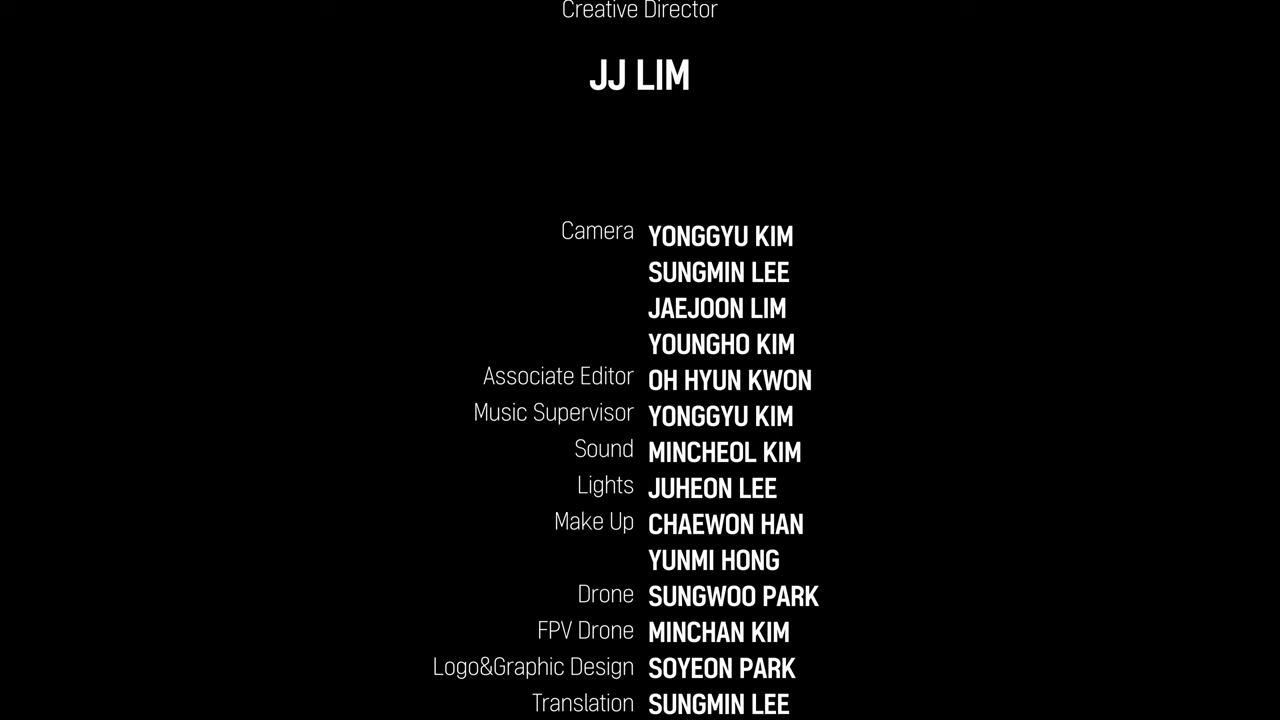 Creative Director
JJ LIM
Camera YONGGYU KIM
SUNGMIN LEE
JAEJOON LIM
YOUNGHO KIM
Associate Editor OH HYUN KWON
Music Supervisor YONGGYU KIM
Sound MINCHEOL KIM
Lights JUHEON LEE
Make Up CHAEWON HAN
YUNMI HONG
Drone SUNGWOO PARK
FPV Drone MINCHAN KIM
Logo&Graphic Design SOYEON PARK
Translation SUNGMIN LEE